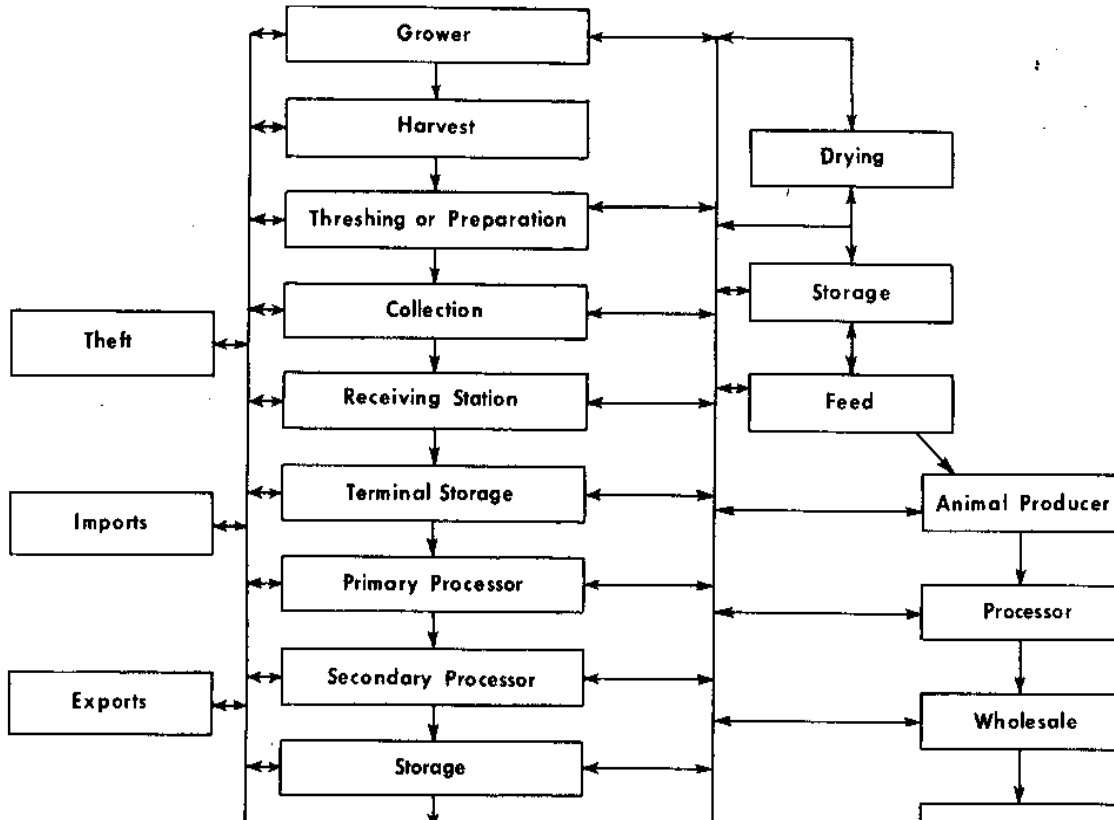 Grower
Harvest
Drying
Threshing or Preparation
Storage
Collection
Theft
Receiving Station
Feed
Terminal Storage
Animal Producer
Imports
Primary Processor
Processor
Secondary Processor
Exports
Wholesale
Storage